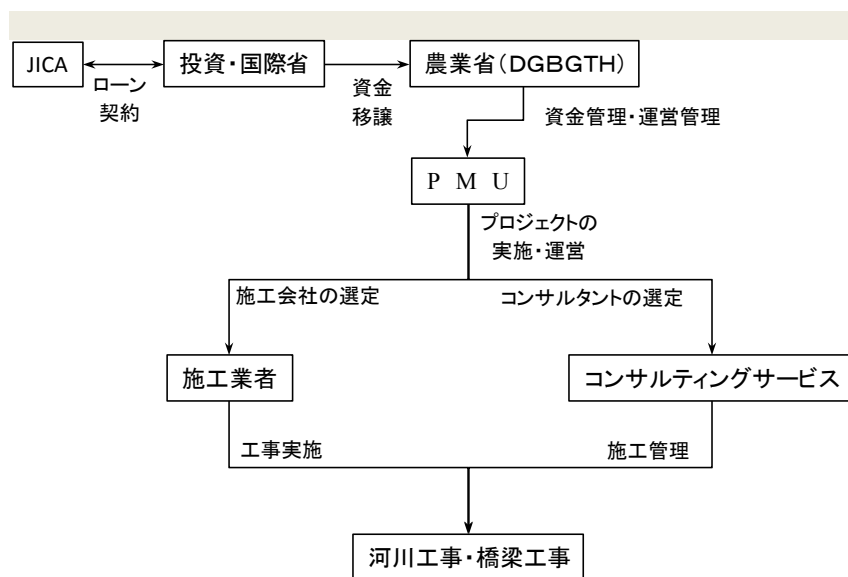 JICA
投資・国際省
農業省(DGBGTH)
ローン
契約
資金
移譲
資金管理・運営管理
P M U
プロジェクトの
実施・運営
施工会社の選定
コンサルタントの選定
施工業者
コンサルティングサービス
工事実施
施工管理
河川工事・橋梁工事